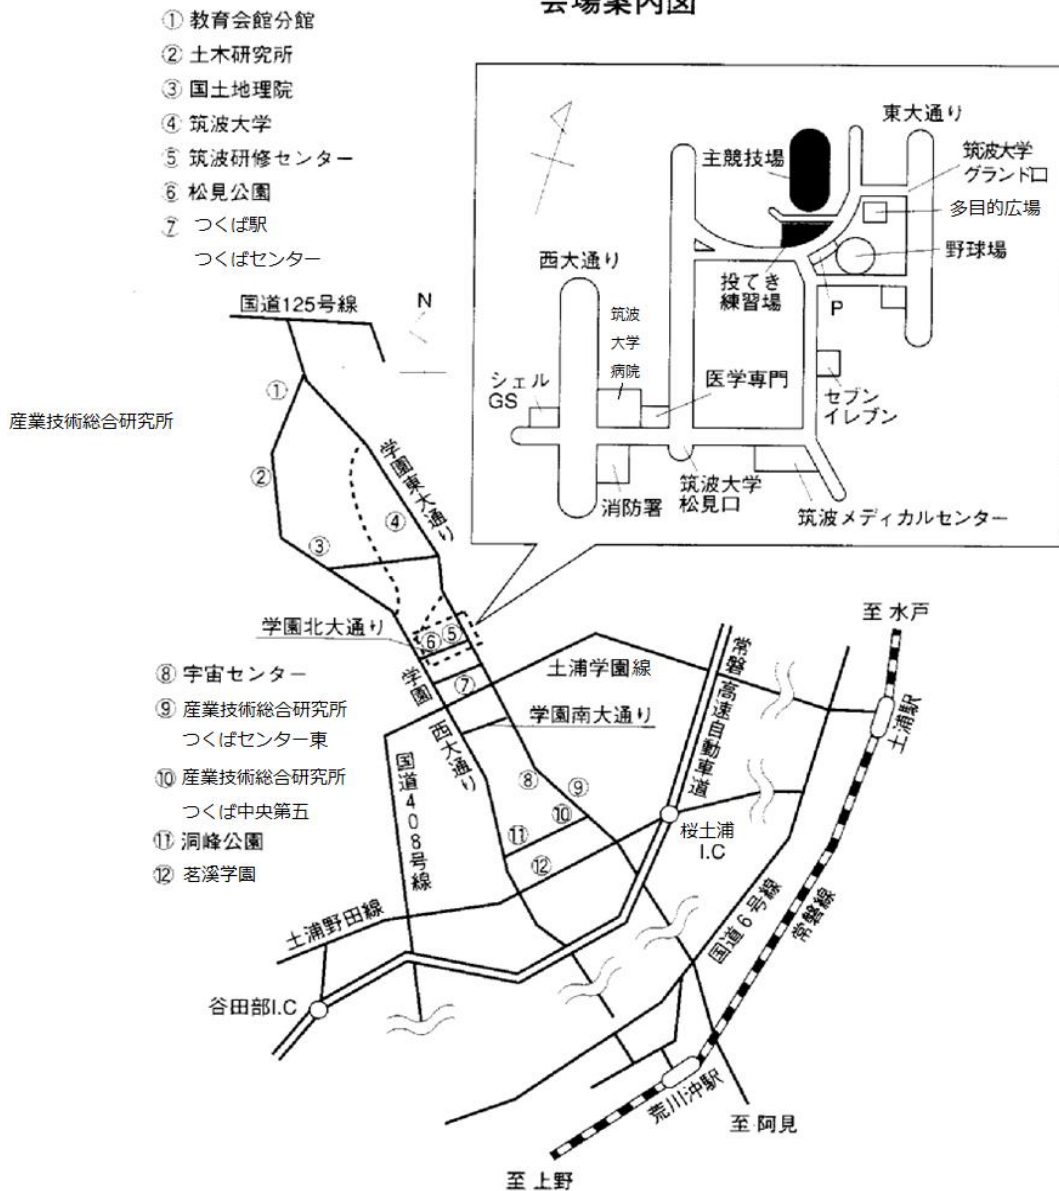 会場案内図
① 教育会館分館
② 土木研究所
③ 国土地理院
④ 筑波大学
⑤ 筑波研修センター
⑥ 松見公園
⑦ つくば駅
つくばセンター
東大通り
主競技場
筑波大学
グランド口
多目的広場
野球場
西大通り
投てき
練習場
P
筑波
大学
病院
医学専門
シェル
GS
セブン
イレブン
消防署
筑波大学
松見口
筑波メディカルセンター
国道125号線
N
①
産業技術総合研究所
②
学園東大通り
④
③
学園北大通り
⑥
⑤
至 水戸
⑧ 宇宙センター
⑨ 産業技術総合研究所
つくばセンター東
⑩ 産業技術総合研究所
つくば中央第五
⑪ 洞峰公園
⑫ 茗溪学園
学園
西大通り
⑦
土浦学園線
学園南大通り
常磐高速自動車道
土浦駅
国道408号線
⑧
⑨
⑩
⑪
⑫
桜土浦
I.C
土浦野田線
国道6号線
常磐線
谷田部I.C
荒川沖駅
至 阿見
至 上野